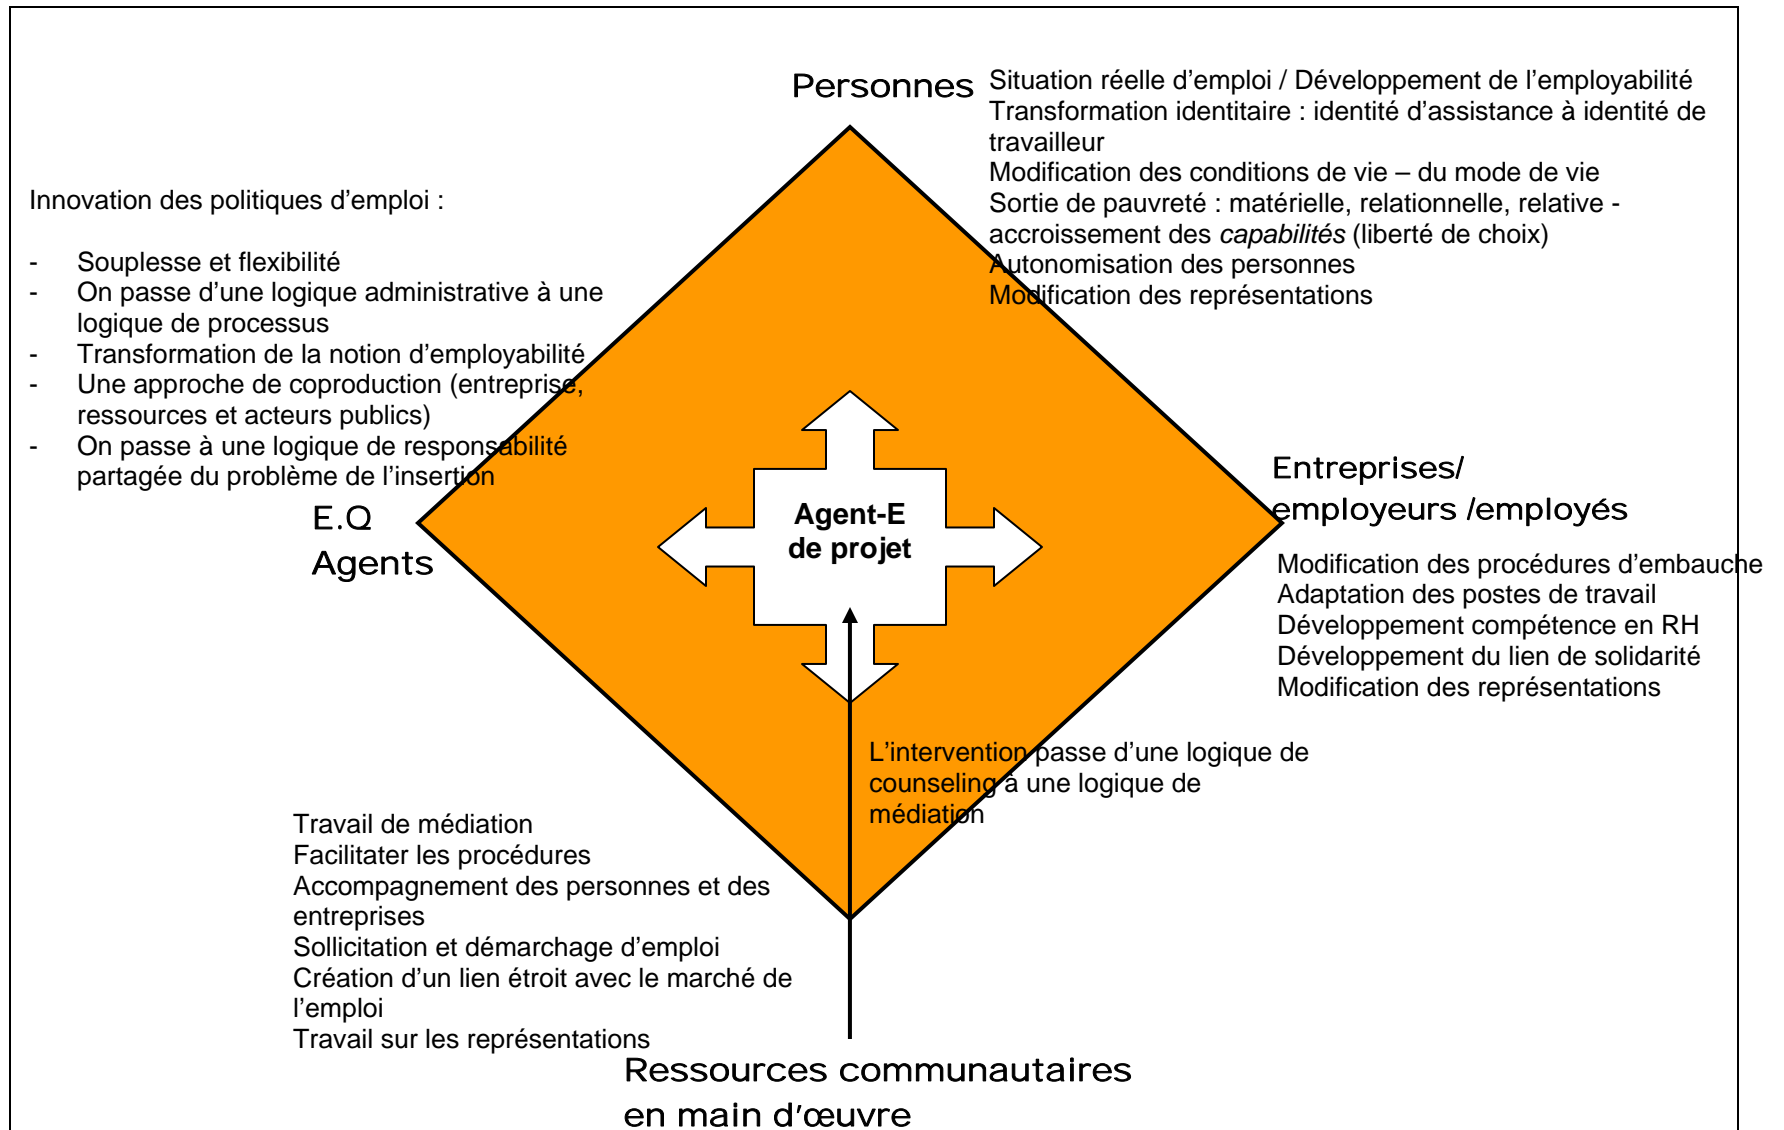 Personnes
Situation réelle d'emploi / Développement de l'employabilité
Transformation identitaire : identité d'assistance à identité de
travailleur
Modification des conditions de vie – du mode de vie
Sortie de pauvreté : matérielle, relationnelle, relative -
accroissement des capabilités (liberté de choix)
Autonomisation des personnes
Modification des représentations
Innovation des politiques d'emploi :
- Souplesse et flexibilité
- On passe d'une logique administrative à une
logique de processus
- Transformation de la notion d'employabilité
- Une approche de coproduction (entreprise,
ressources et acteurs publics)
- On passe à une logique de responsabilité
partagée du problème de l'insertion
E.Q
Agents
Agent-E
de projet
Entreprises/
employeurs /employés
Modification des procédures d'embauche
Adaptation des postes de travail
Développement compétence en RH
Développement du lien de solidarité
Modification des représentations
L'intervention passe d'une logique de
counseling à une logique de
médiation
Travail de médiation
Facilitater les procédures
Accompagnement des personnes et des
entreprises
Sollicitation et démarchage d'emploi
Création d'un lien étroit avec le marché de
l'emploi
Travail sur les représentations
Ressources communautaires
en main d'œuvre